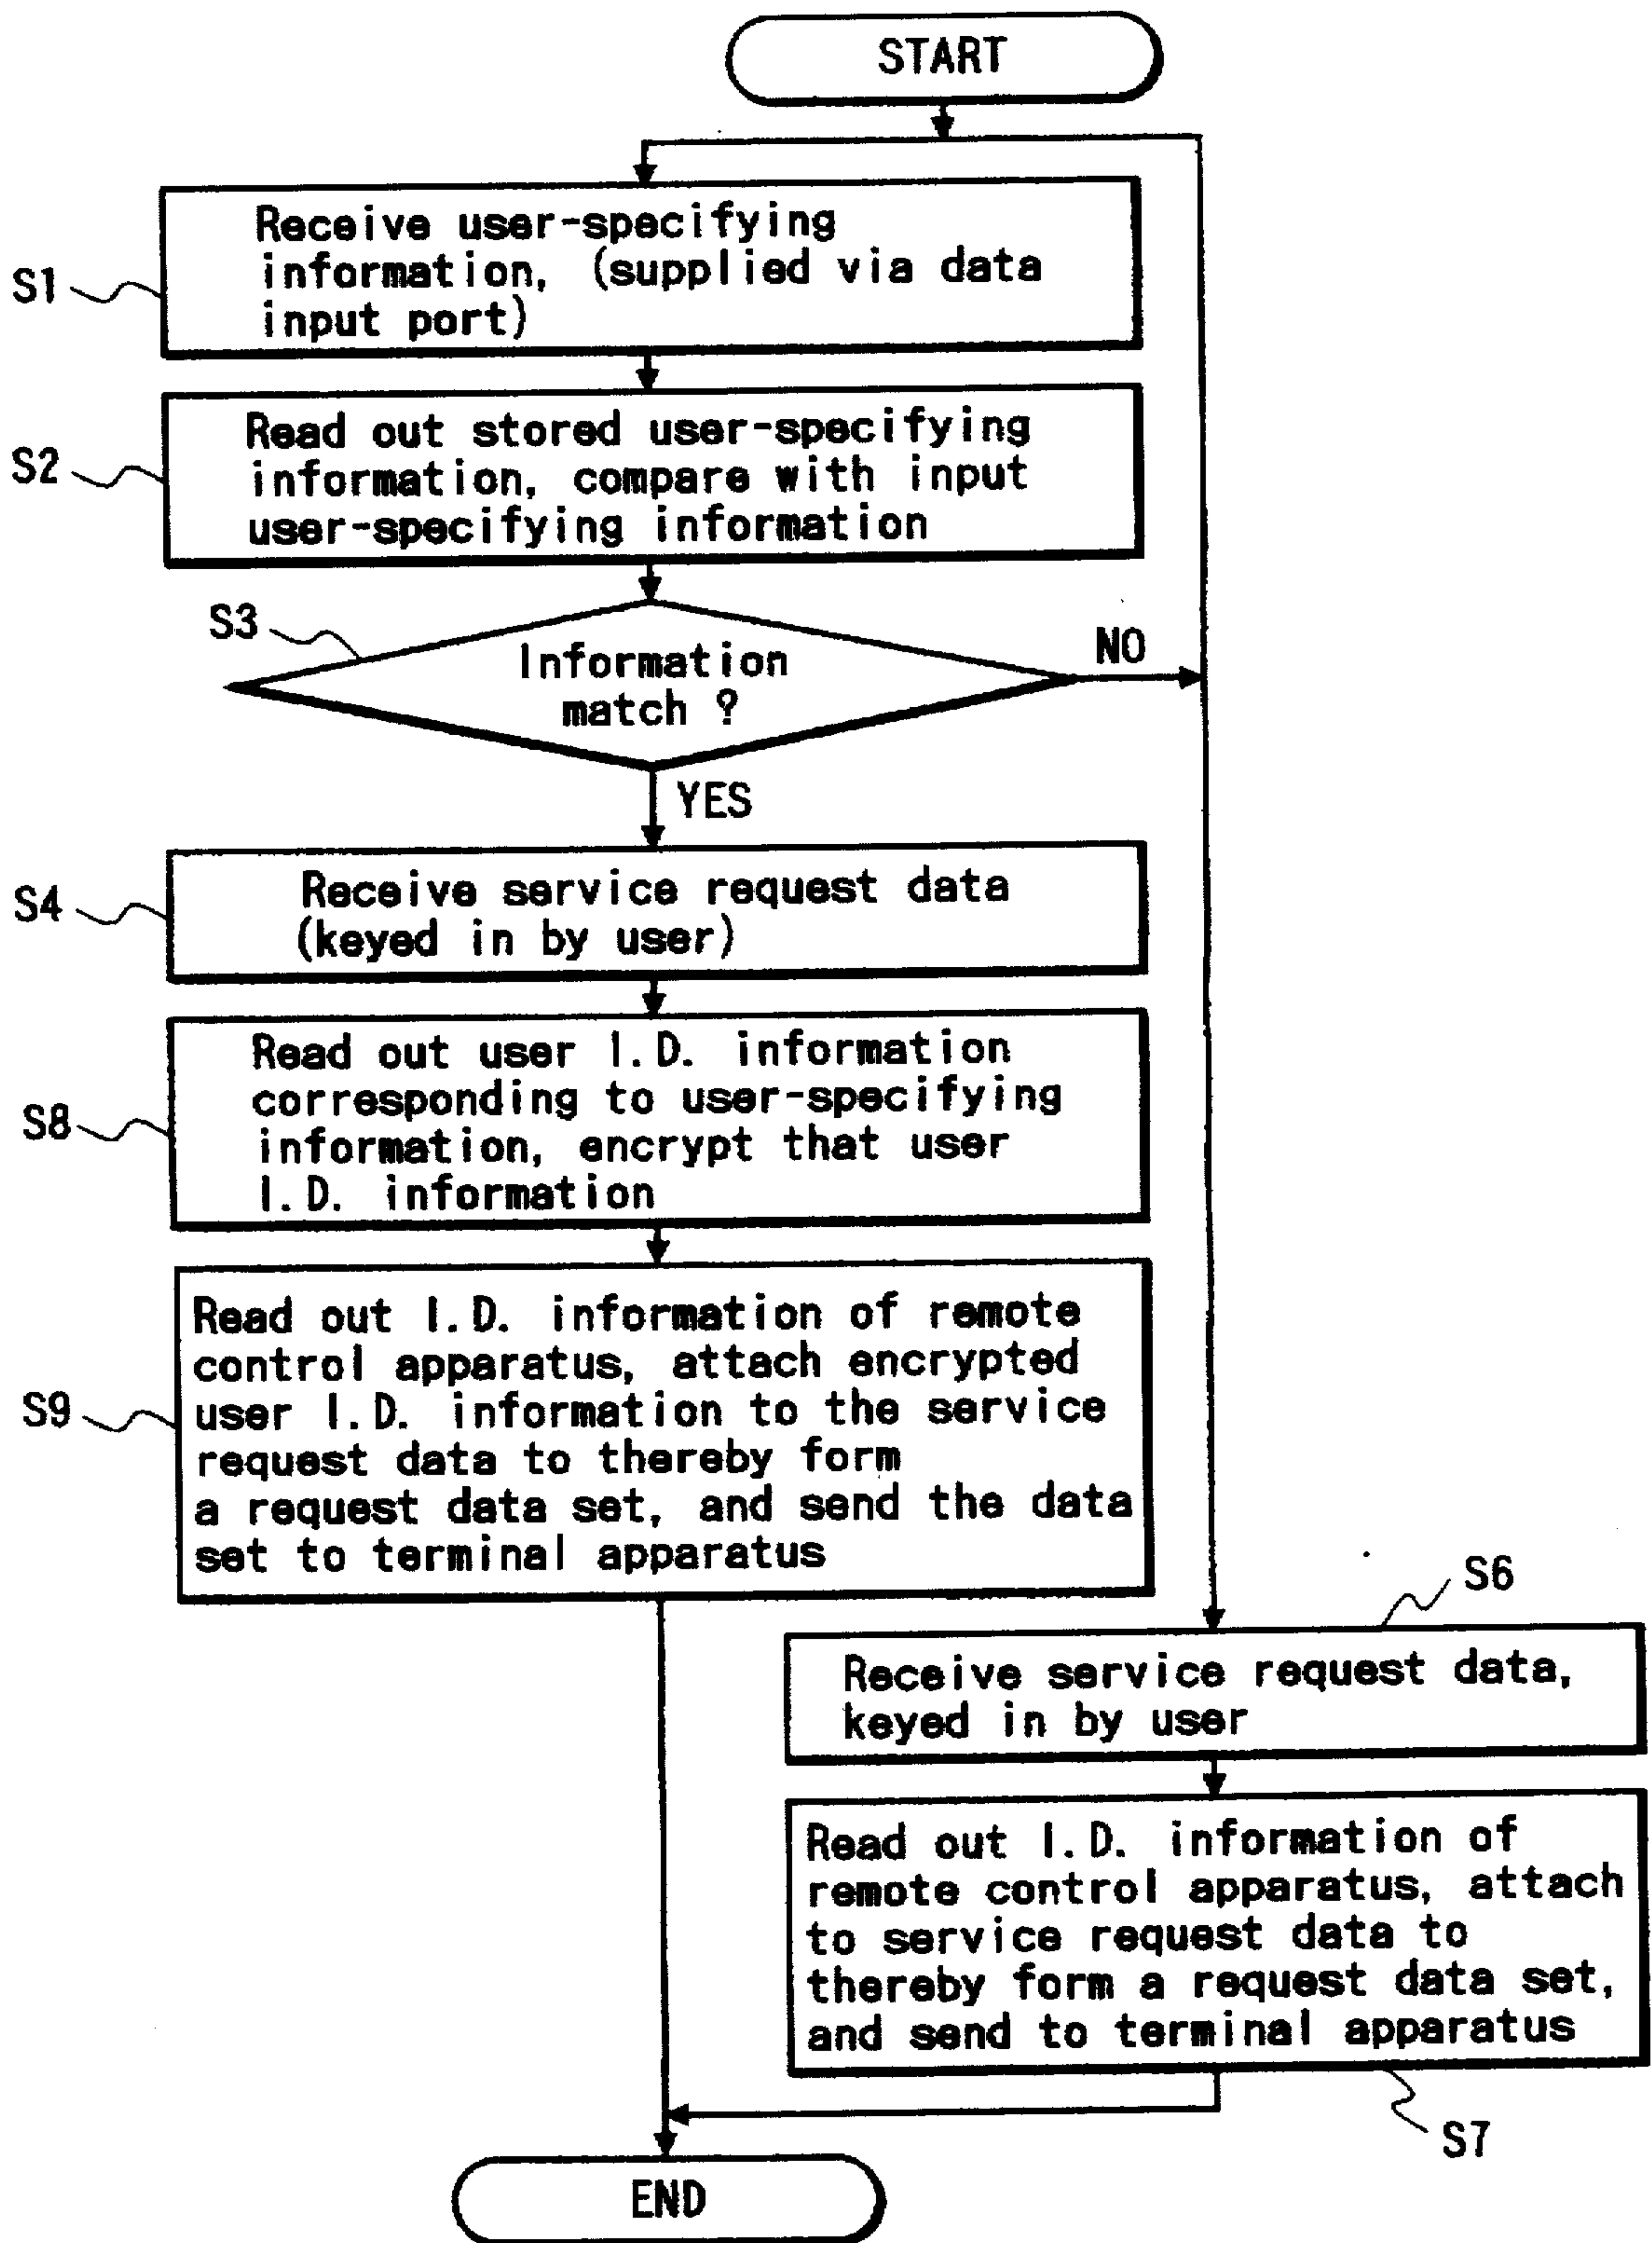 START
S1
Receive user-specifying
information, (supplied via data
input port)
S2
Read out stored user-specifying
information, compare with input
user-specifying information
S3
Information
match ?
NO
YES
S4
Receive service request data
(keyed in by user)
S8
Read out user I.D. information
corresponding to user-specifying
information, encrypt that user
I.D. information
S9
Read out I.D. information of remote
control apparatus, attach encrypted
user I.D. information to the service
request data to thereby form
a request data set, and send the data
set to terminal apparatus
S6
Receive service request data,
keyed in by user
Read out I.D. information of
remote control apparatus, attach
to service request data to
thereby form a request data set,
and send to terminal apparatus
S7
END